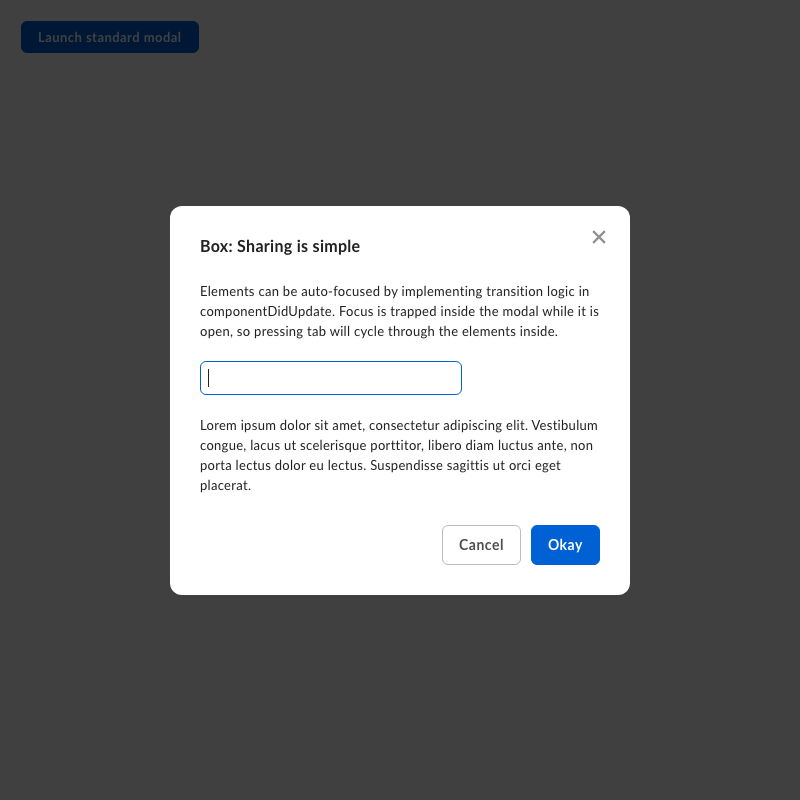 Launch standard modal
Box: Sharing is simple
Elements can be auto-focused by implementing transition logic in
componentDidUpdate. Focus is trapped inside the modal while it is
open, so pressing tab will cycle through the elements inside.
Lorem ipsum dolor sit amet, consectetur adipiscing elit. Vestibulum
congue, lacus ut scelerisque porttitor, libero diam luctus ante, non
porta lectus dolor eu lectus. Suspendisse sagittis ut orci eget
placerat.
Cancel Okay